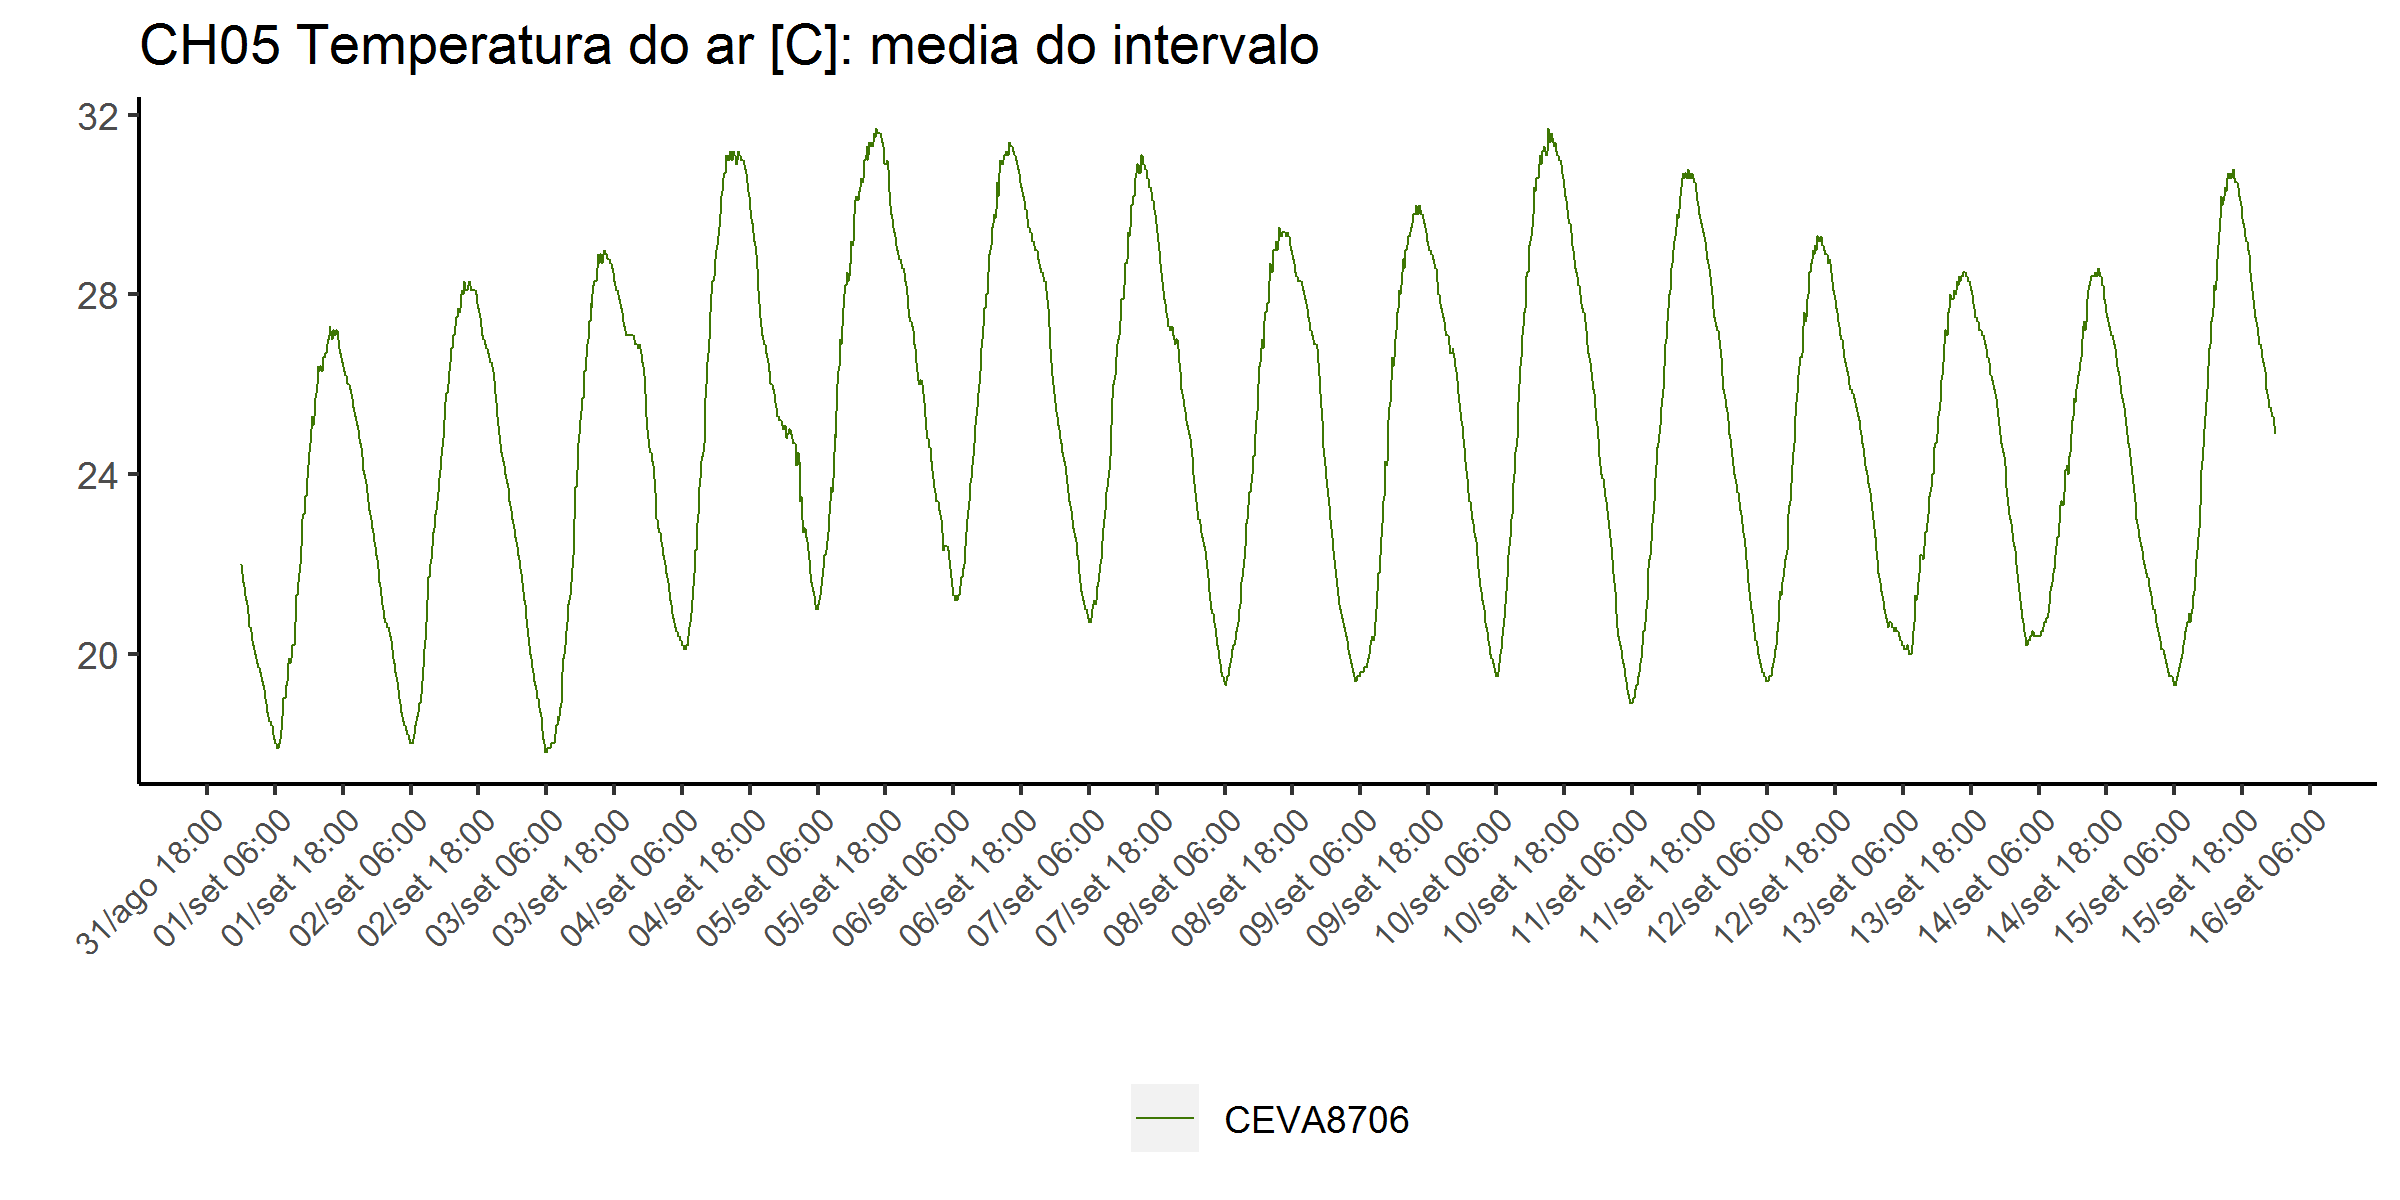 CH05 Temperatura do ar [C]: media do intervalo
32
28
24
20
31/ago 18:00
01/set 06:00
01/set 18:00
02/set 06:00
02/set 18:00
03/set 06:00
03/set 18:00
04/set 06:00
04/set 18:00
05/set 06:00
05/set 18:00
06/set 06:00
06/set 18:00
07/set 06:00
07/set 18:00
08/set 06:00
08/set 18:00
09/set 06:00
09/set 18:00
10/set 06:00
10/set 18:00
11/set 06:00
11/set 18:00
12/set 06:00
12/set 18:00
13/set 06:00
13/set 18:00
14/set 06:00
14/set 18:00
15/set 06:00
15/set 18:00
16/set 06:00
CEVA8706